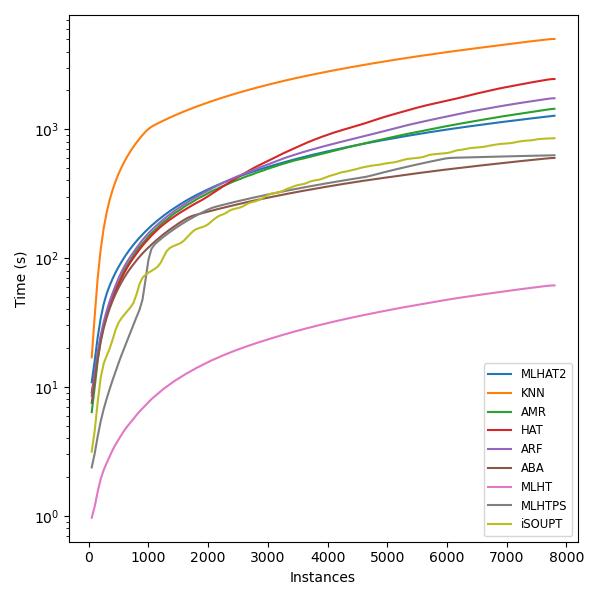 Time (s)
10³
10²
10¹
10⁰
0 1000 2000 3000 4000 5000 6000 7000 8000
Instances
MLHAT2
KNN
AMR
HAT
ARF
ABA
MLHT
MLHTPS
iSOUPT